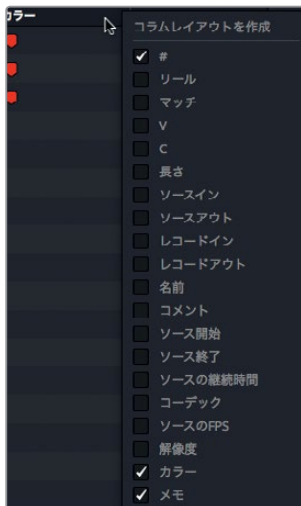 カラー
コラムレイアウトを作成
#
リール
マッチ
V
C
長さ
ソースイン
ソースアウト
レコードイン
レコードアウト
名前
コメント
ソース開始
ソース終了
ソースの継続時間
コーデック
ソースのFPS
解像度
カラー
メモ